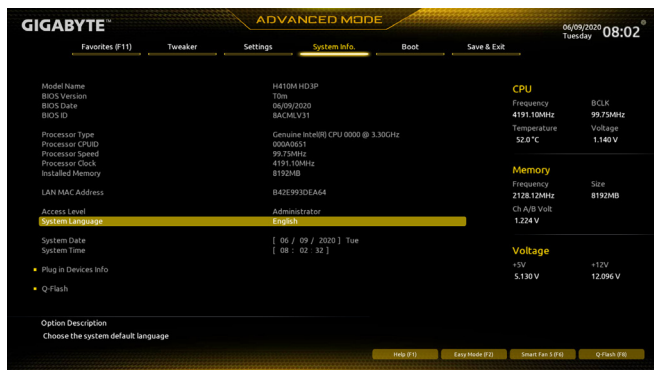 GIGABYTE™
ADVANCED MODE
06/09/2020
Tuesday
08:02
Favorites (F11) Tweaker Settings System Info. Boot Save & Exit
Model Name H410M HD3P
BIOS Version T0m
BIOS Date 06/09/2020
BIOS ID 8ACMLV31
Processor Type Genuine Intel(R) CPU 0000 @ 3.30GHz
Processor CPUID 000A0651
Processor Speed 99.75MHz
Processor Clock 4191.10MHz
Installed Memory 8192MB
LAN MAC Address B42E993DEA64
Access Level Administrator
System Language English
System Date [ 06 / 09 / 2020 ] Tue
System Time [ 08 : 02 : 32 ]
Plug in Devices Info
Q-Flash
CPU
Frequency BCLK
4191.10MHz 99.75MHz
Temperature Voltage
52.0 °C 1.140 V
Memory
Frequency Size
2128.12MHz 8192MB
Ch A/B Volt
1.224 V
Voltage
+5V +12V
5.130 V 12.096 V
Option Description
Choose the system default language
Help (F1) Easy Mode (F2) Smart Fan 5 (F6) Q-Flash (F8)